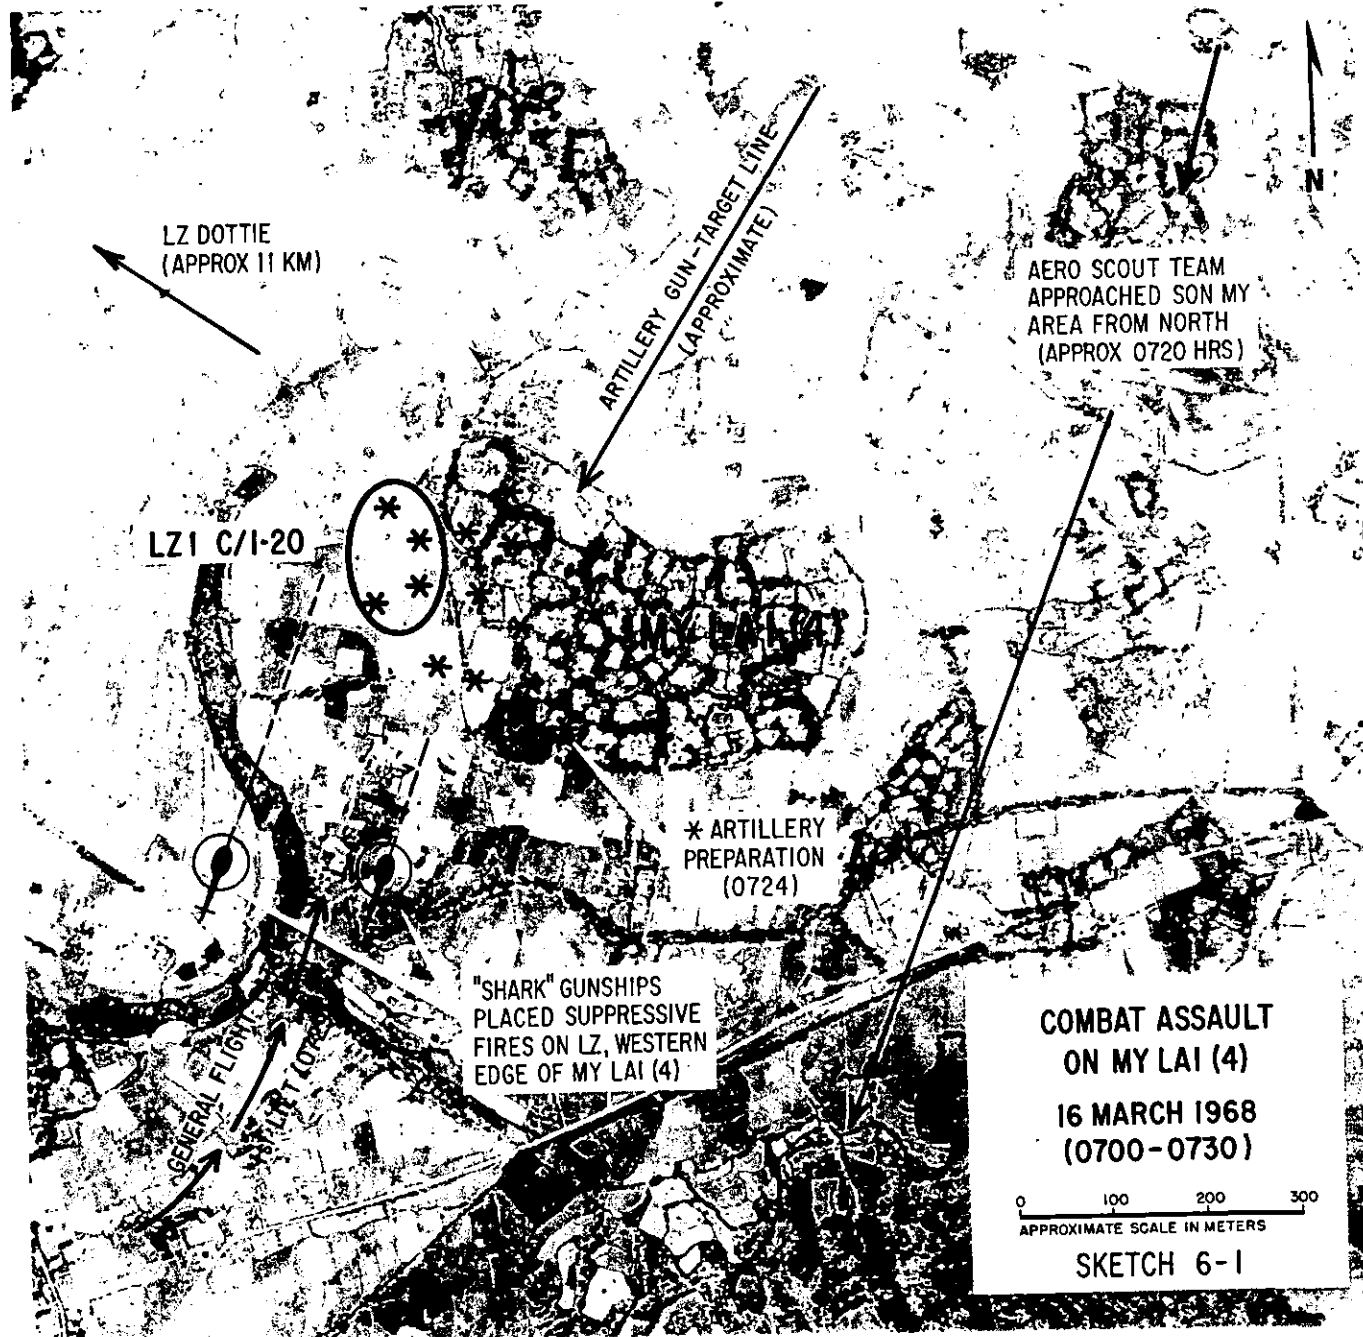 N
LZ DOTTIE
(APPROX 11 KM)
ARTILLERY GUN-TARGET LINE
(APPROXIMATE)
AERO SCOUT TEAM
APPROACHED SON MY
AREA FROM NORTH
(APPROX 0720 HRS)
LZ1 C/1-20
MY LAI (4)
* ARTILLERY
PREPARATION
(0724)
"SHARK" GUNSHIPS
PLACED SUPPRESSIVE
FIRES ON LZ, WESTERN
EDGE OF MY LAI (4)
GENERAL FLIGHT
LIFT
COMBAT ASSAULT
ON MY LAI (4)
16 MARCH 1968
(0700-0730)
0 100 200 300
APPROXIMATE SCALE IN METERS
SKETCH 6-1